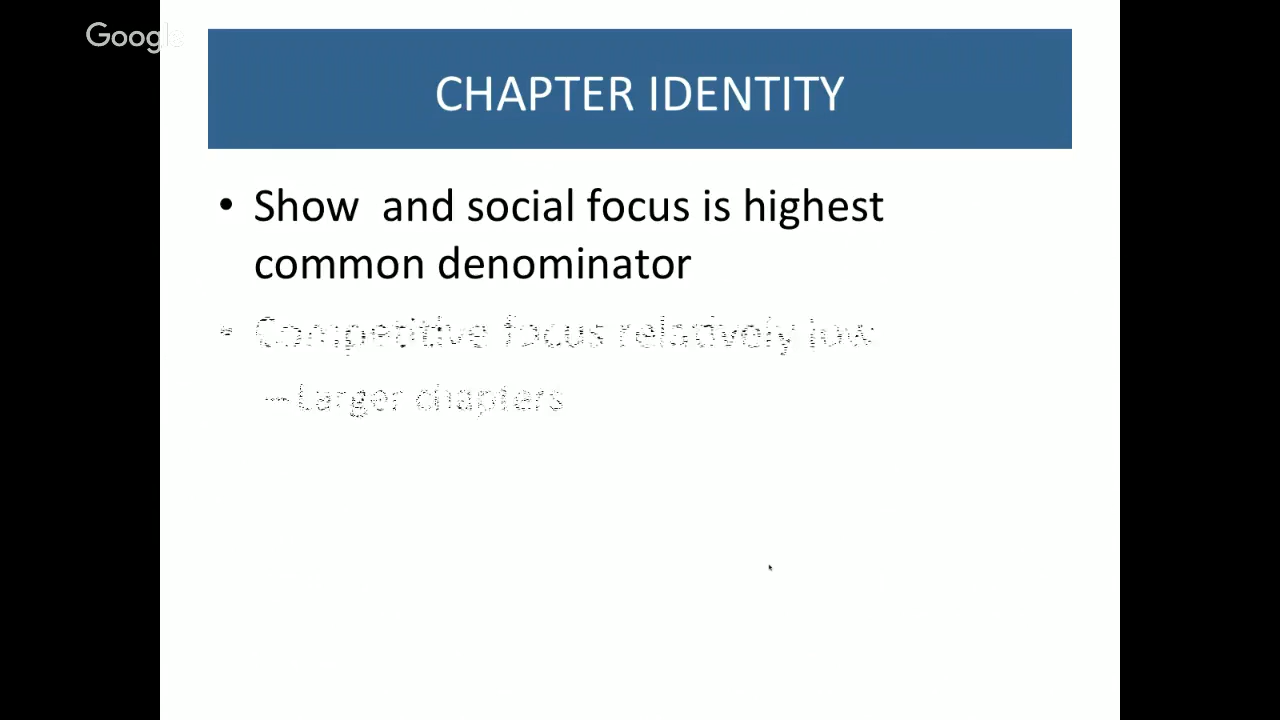 Google
CHAPTER IDENTITY
• Show and social focus is highest
common denominator
• Competitive focus relatively low
– Larger chapters